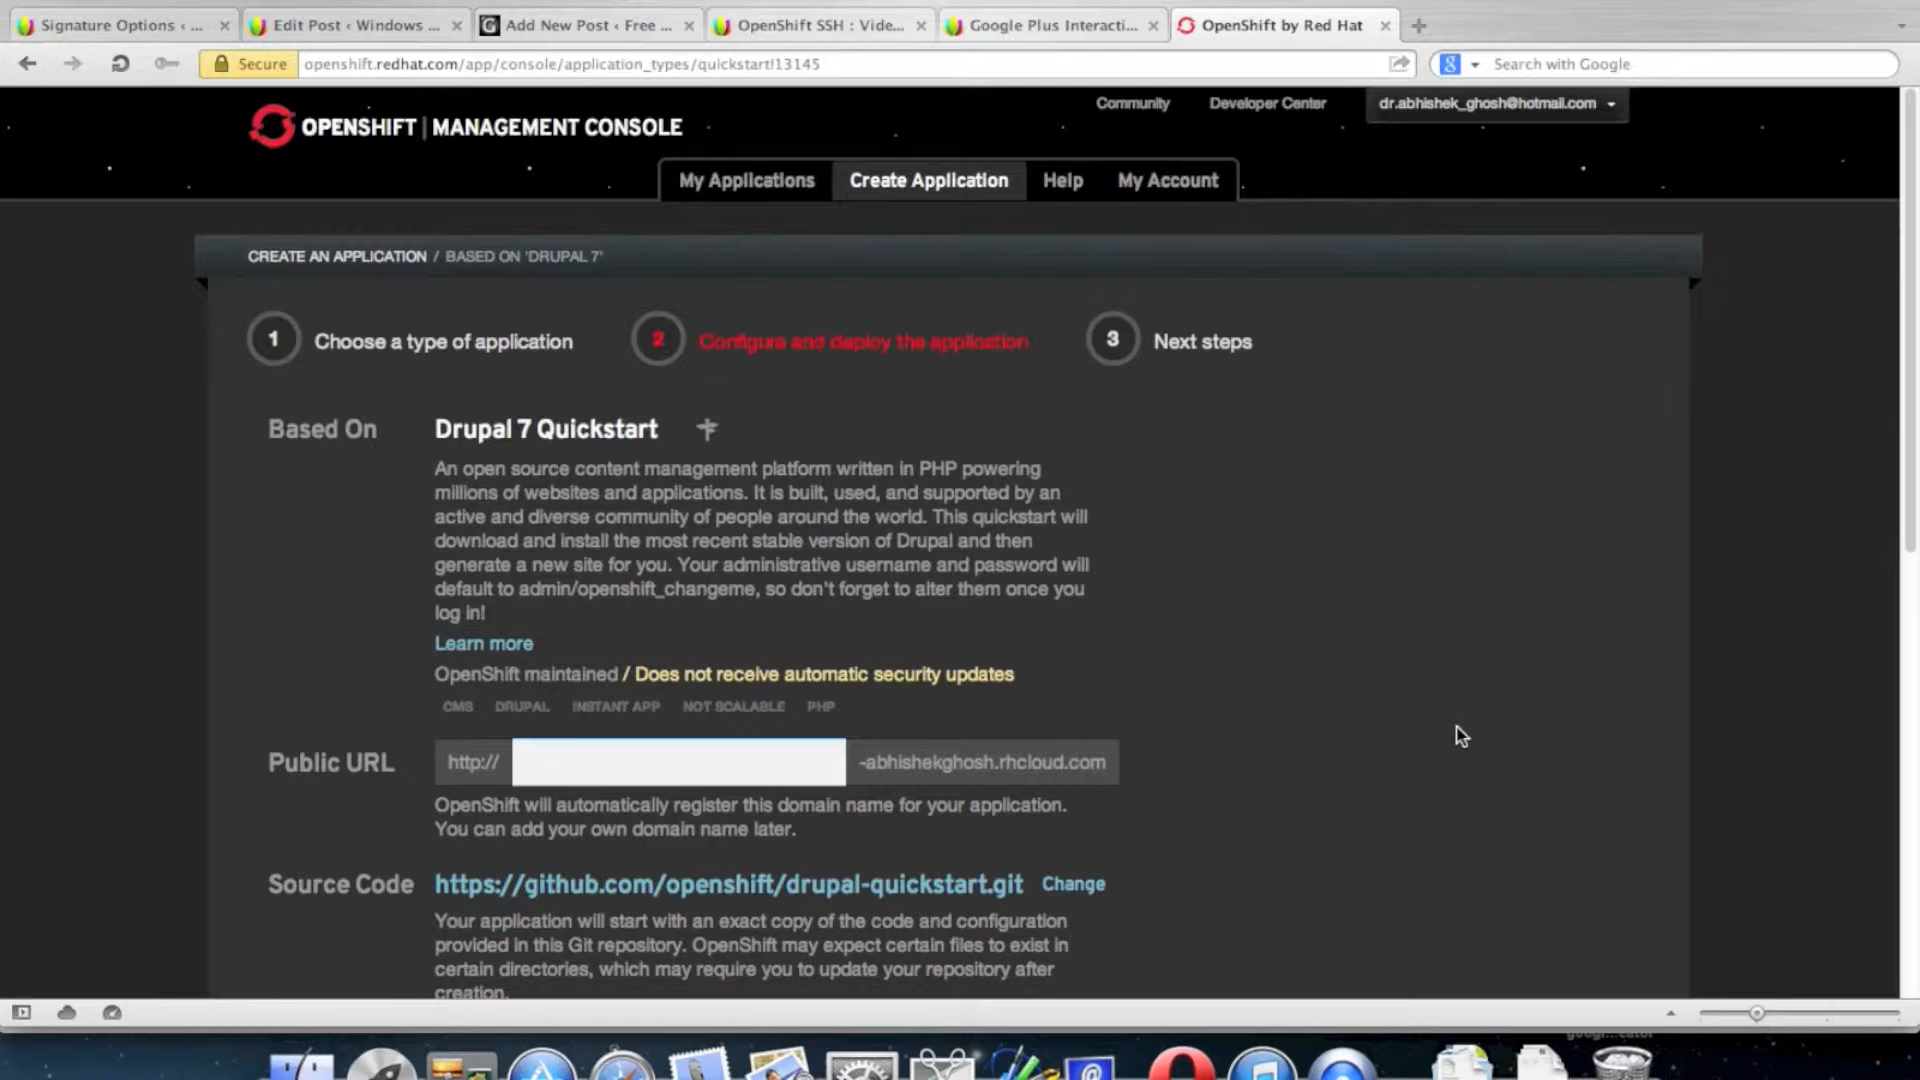 Signature Options ‹ ...
Edit Post ‹ Windows ...
Add New Post ‹ Free ...
OpenShift SSH : Vide...
Google Plus Interacti...
OpenShift by Red Hat
Secure
openshift.redhat.com/app/console/application_types/quickstart!13145
Search with Google
Community
Developer Center
dr.abhishek_ghosh@hotmail.com
OPENSHIFT | MANAGEMENT CONSOLE
My Applications
Create Application
Help
My Account
CREATE AN APPLICATION / BASED ON 'DRUPAL 7'
1 Choose a type of application
2 Configure and deploy the application
3 Next steps
Based On
Drupal 7 Quickstart
An open source content management platform written in PHP powering
millions of websites and applications. It is built, used, and supported by an
active and diverse community of people around the world. This quickstart will
download and install the most recent stable version of Drupal and then
generate a new site for you. Your administrative username and password will
default to admin/openshift_changeme, so don't forget to alter them once you
log in!
Learn more
OpenShift maintained / Does not receive automatic security updates
CMS DRUPAL INSTANT APP NOT SCALABLE PHP
Public URL
http://
-abhishekghosh.rhcloud.com
OpenShift will automatically register this domain name for your application.
You can add your own domain name later.
Source Code
https://github.com/openshift/drupal-quickstart.git Change
Your application will start with an exact copy of the code and configuration
provided in this Git repository. OpenShift may expect certain files to exist in
certain directories, which may require you to update your repository after
creation.